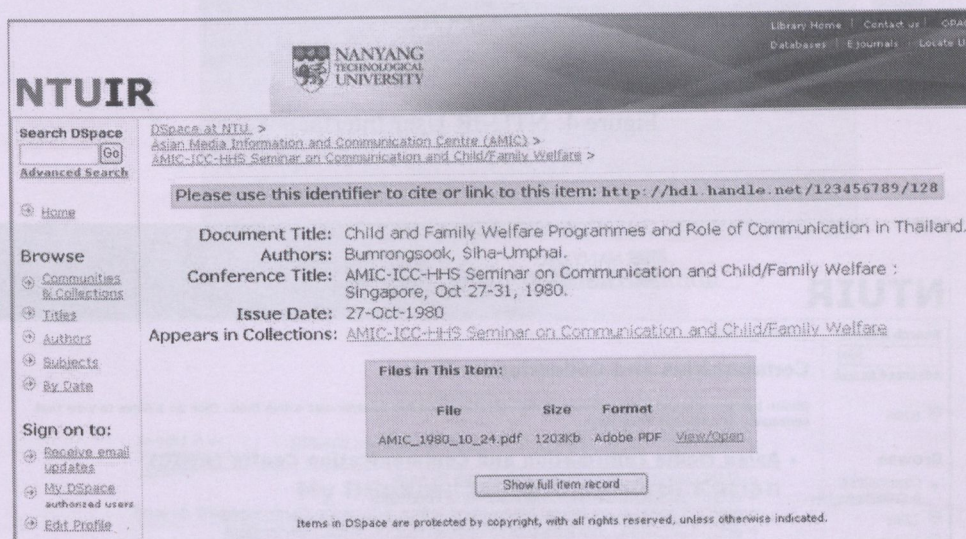 Library Home | Contact us |
Databases | Ejournals | Locate
NANYANG
TECHNOLOGICAL
UNIVERSITY
NTUIR
Search DSpace
Go
Advanced Search
Home
Browse
Communities
& Collections
Titles
Authors
Subjects
By Date
Sign on to:
Receive email
updates
My DSpace
authorized users
Edit Profile
DSpace at NTU >
Asian Media Information and Communication Centre (AMIC) >
AMIC-ICC-HHS Seminar on Communication and Child/Family Welfare >
Please use this identifier to cite or link to this item: http://hdl.handle.net/123456789/128
Document Title: Child and Family Welfare Programmes and Role of Communication in Thailand.
Authors: Bumrongsook, Siha-Umphai.
Conference Title: AMIC-ICC-HHS Seminar on Communication and Child/Family Welfare :
Singapore, Oct 27-31, 1980.
Issue Date: 27-Oct-1980
Appears in Collections: AMIC-ICC-HHS Seminar on Communication and Child/Family Welfare
Files in This Item:
File Size Format
AMIC_1980_10_24.pdf 1203Kb Adobe PDF View/Open
Show full item record
Items in DSpace are protected by copyright, with all rights reserved, unless otherwise indicated.